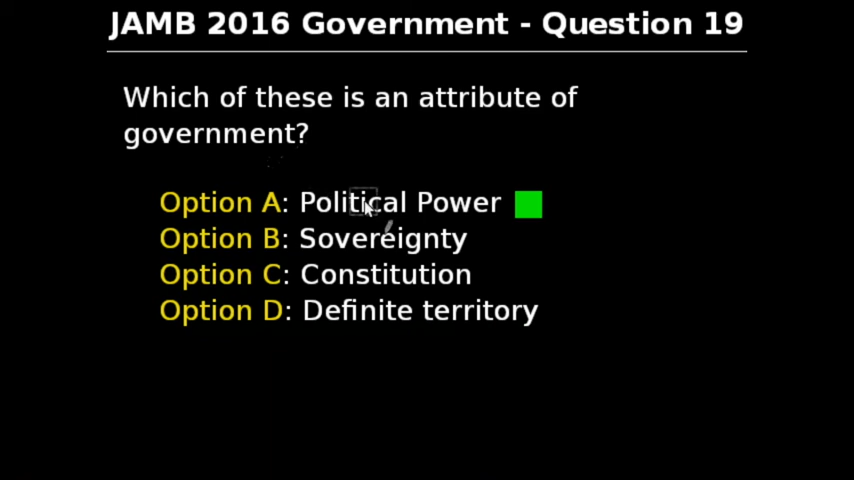 JAMB 2016 Government - Question 19
Which of these is an attribute of
government?
Option A: Political Power
Option B: Sovereignty
Option C: Constitution
Option D: Definite territory